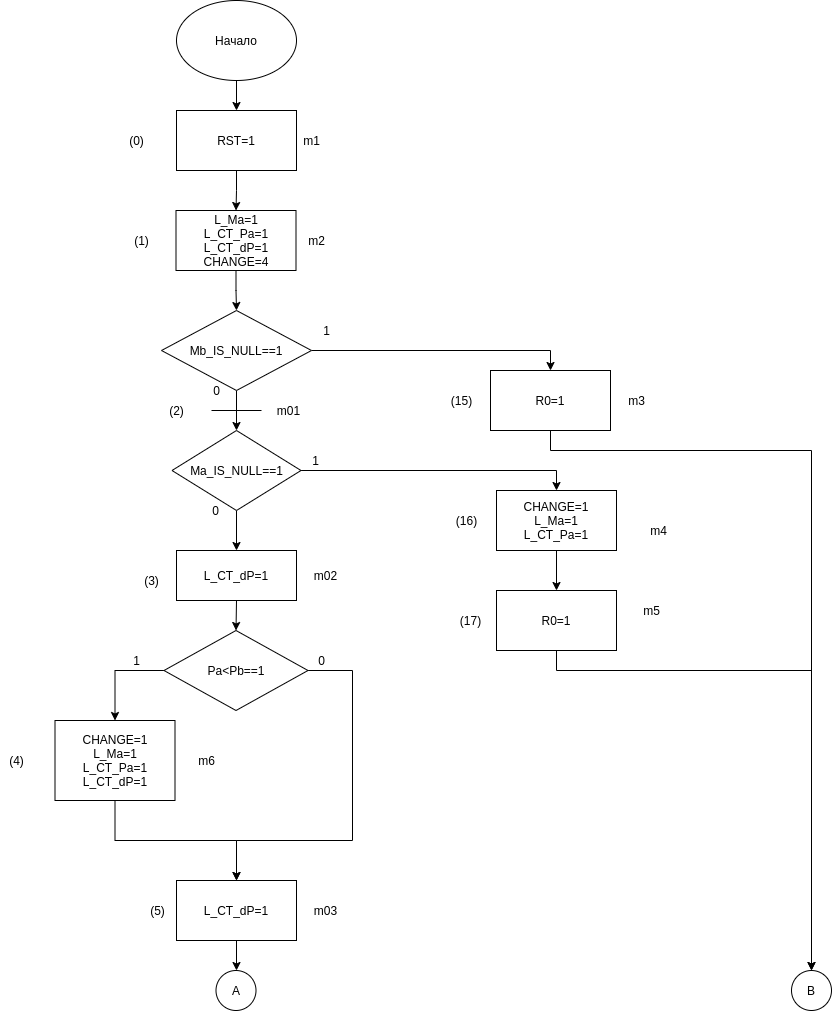 Начало
(0)
RST=1
m1
(1)
L_Ma=1
L_CT_Pa=1
L_CT_dP=1
CHANGE=4
m2
Mb_IS_NULL==1
1
0
(15)
R0=1
m3
(2)
m01
Ma_IS_NULL==1
1
0
(16)
CHANGE=1
L_Ma=1
L_CT_Pa=1
m4
(3)
L_CT_dP=1
m02
(17)
R0=1
m5
1
Pa<Pb==1
0
(4)
CHANGE=1
L_Ma=1
L_CT_Pa=1
L_CT_dP=1
m6
(5)
L_CT_dP=1
m03
A
B